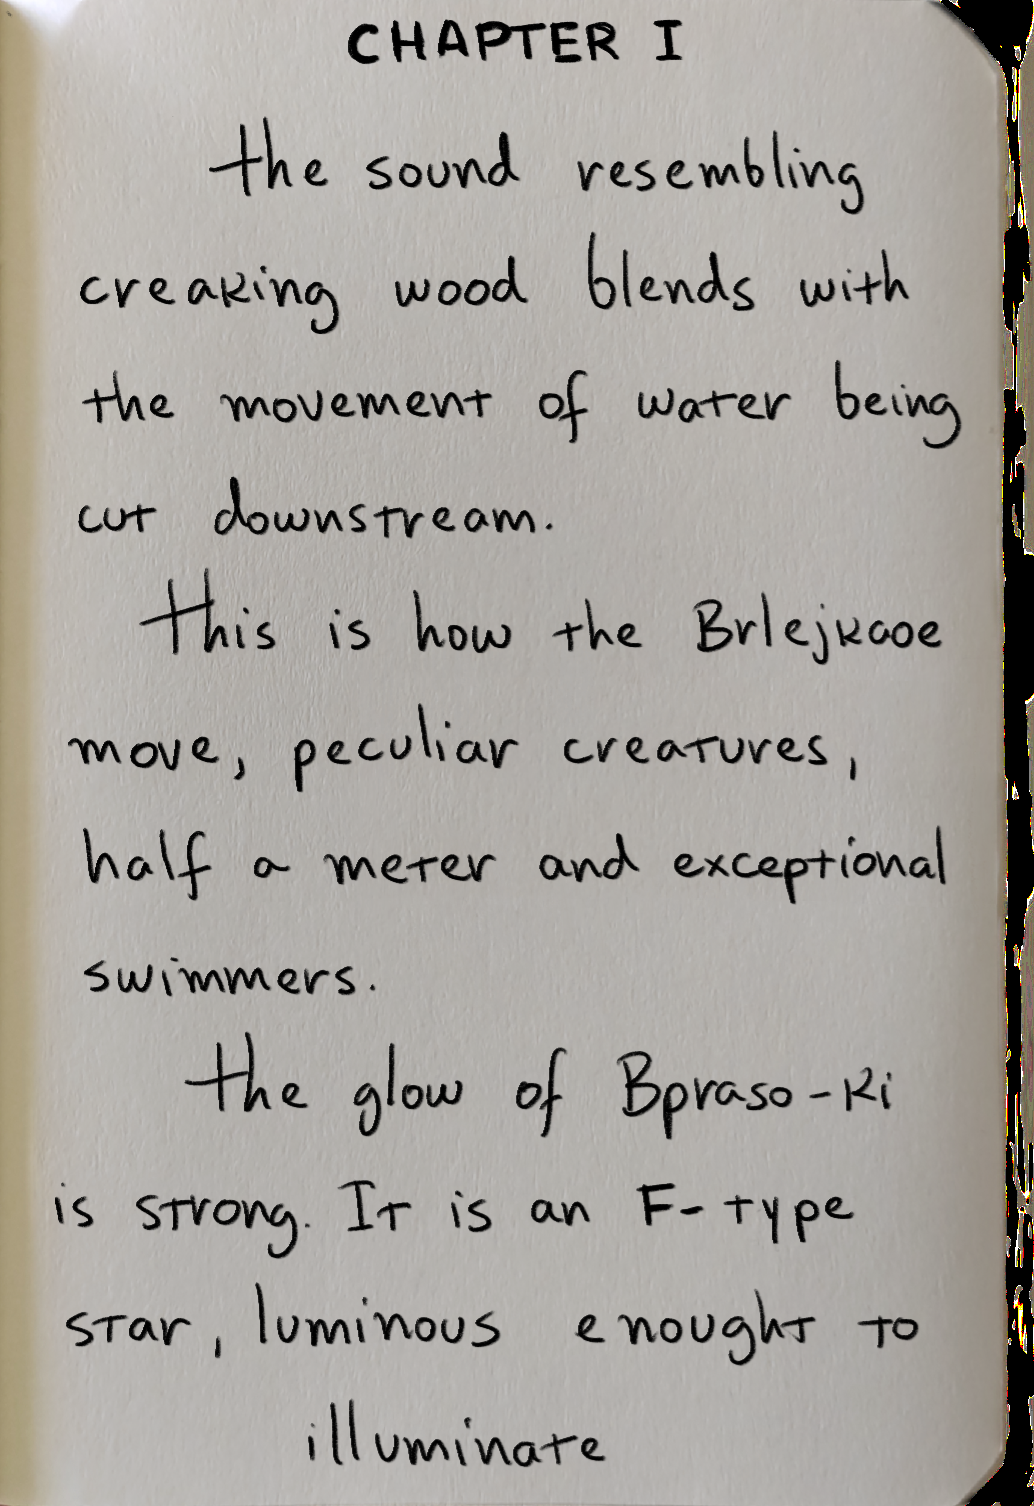 CHAPTER I
the sound resembling
creaking wood blends with
the movement of water being
cut downstream.
This is how the Brlejkaoe
move, peculiar creatures,
half a meter and exceptional
swimmers.
the glow of Bpraso-ki
is strong. It is an F-type
star, luminous enought to
illuminate